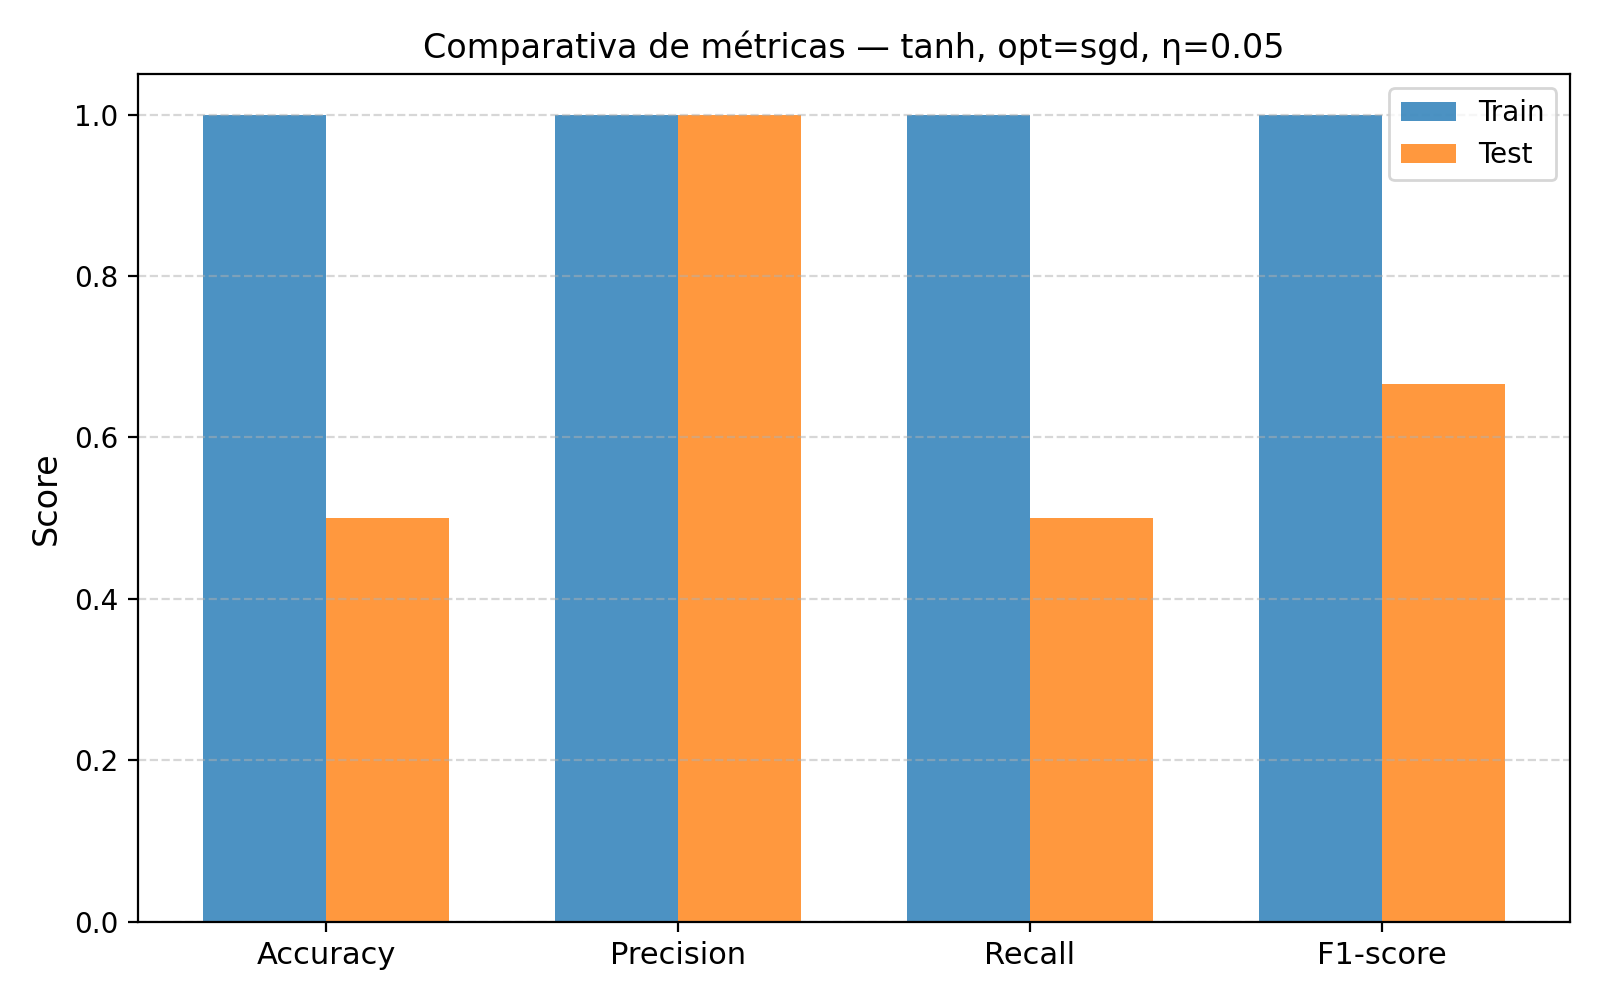 Comparativa de métricas — tanh, opt=sgd, η=0.05
Train
Test
Score
1.0
0.8
0.6
0.4
0.2
0.0
Accuracy
Precision
Recall
F1-score